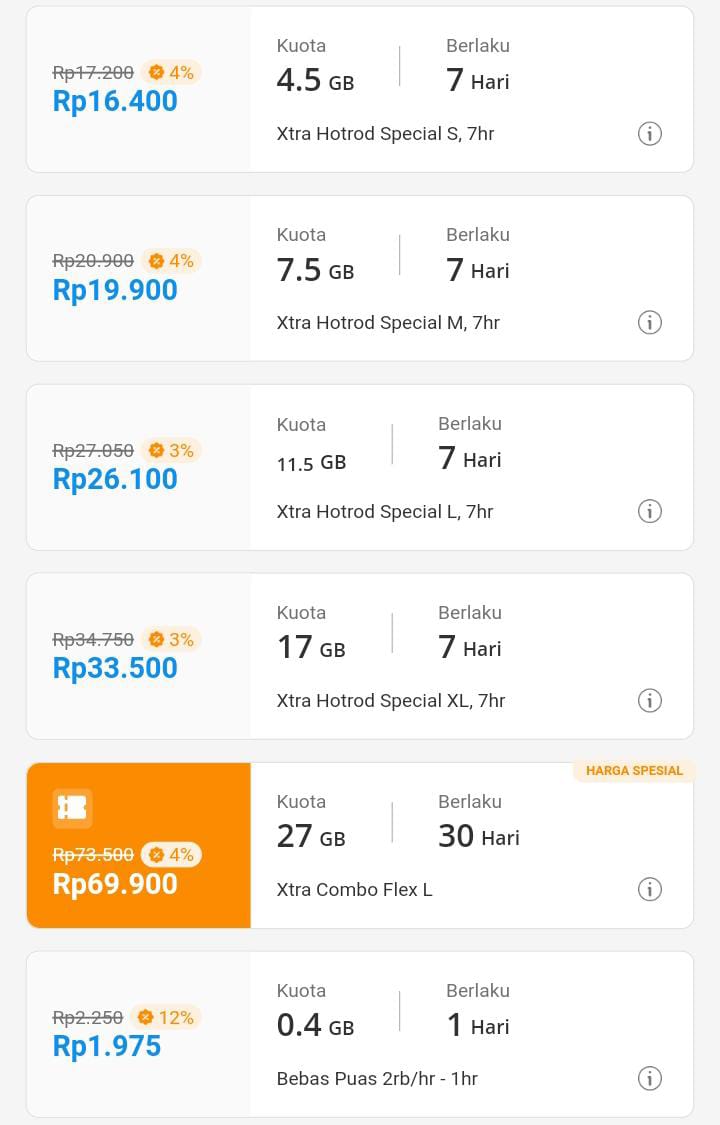 Kuota Berlaku
Rp17.200 4%
4.5 GB 7 Hari
Rp16.400
Xtra Hotrod Special S, 7hr
Kuota Berlaku
Rp20.900 4%
7.5 GB 7 Hari
Rp19.900
Xtra Hotrod Special M, 7hr
Kuota Berlaku
Rp27.050 3%
11.5 GB 7 Hari
Rp26.100
Xtra Hotrod Special L, 7hr
Kuota Berlaku
Rp34.750 3%
17 GB 7 Hari
Rp33.500
Xtra Hotrod Special XL, 7hr
HARGA SPESIAL
Kuota Berlaku
27 GB 30 Hari
Rp73.500 4%
Rp69.900
Xtra Combo Flex L
Kuota Berlaku
Rp2.250 12%
0.4 GB 1 Hari
Rp1.975
Bebas Puas 2rb/hr - 1hr